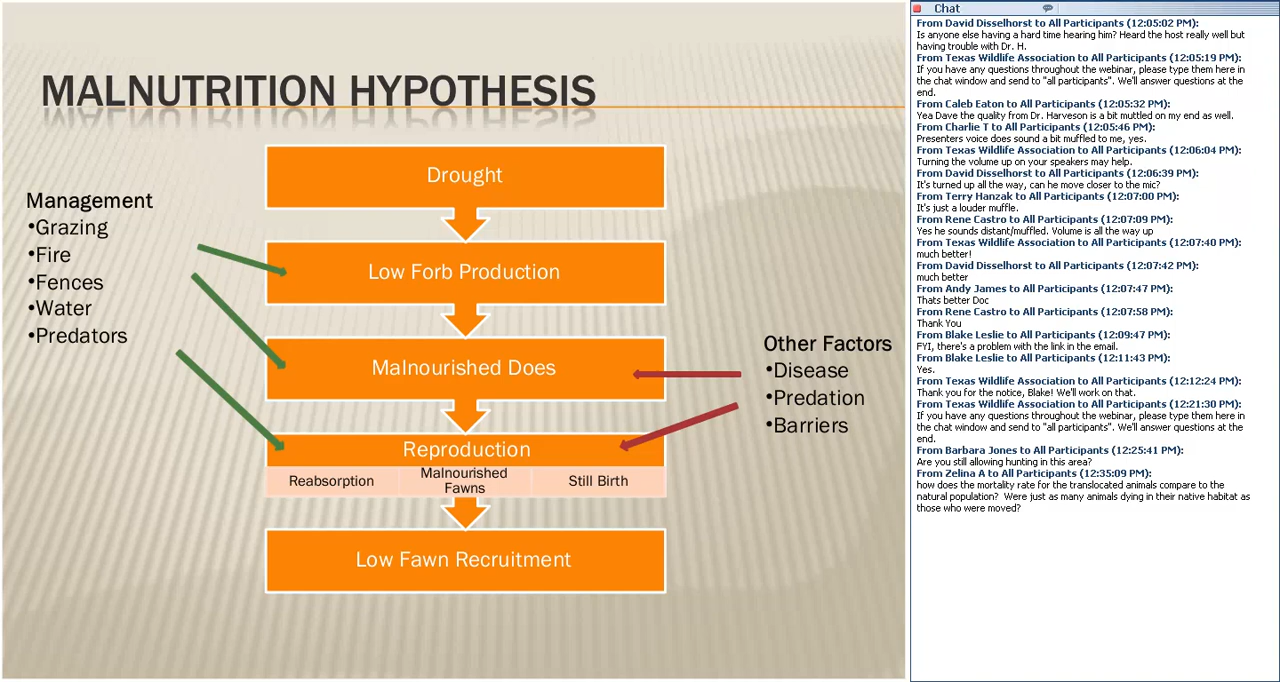 MALNUTRITION HYPOTHESIS
Management
•Grazing
•Fire
•Fences
•Water
•Predators
Drought
Low Forb Production
Malnourished Does
Reproduction
Reabsorption
Malnourished
Fawns
Still Birth
Low Fawn Recruitment
Other Factors
•Disease
•Predation
•Barriers
Chat
From David Disselhorst to All Participants (12:05:02 PM):
Is anyone else having a hard time hearing him? Heard the host really well but
having trouble with Dr. H.
From Texas Wildlife Association to All Participants (12:05:19 PM):
If you have any questions throughout the webinar, please type them here in
the chat window and send to "all participants". We'll answer questions at the
end.
From Caleb Eaton to All Participants (12:05:32 PM):
Yea Dave the quality from Dr. Harveson is a bit muttled on my end as well.
From Charlie T to All Participants (12:05:46 PM):
Presenters voice does sound a bit muffled to me, yes.
From Texas Wildlife Association to All Participants (12:06:04 PM):
Turning the volume up on your speakers may help.
From David Disselhorst to All Participants (12:06:39 PM):
It's turned up all the way, can he move closer to the mic?
From Terry Hanzak to All Participants (12:07:00 PM):
It's just a louder muffle.
From Rene Castro to All Participants (12:07:09 PM):
Yes he sounds distant/muffled. Volume is all the way up
From Texas Wildlife Association to All Participants (12:07:40 PM):
much better!
From David Disselhorst to All Participants (12:07:42 PM):
much better
From Andy James to All Participants (12:07:47 PM):
Thats better Doc
From Rene Castro to All Participants (12:07:58 PM):
Thank You
From Blake Leslie to All Participants (12:09:47 PM):
FYI, there's a problem with the link in the email.
From Blake Leslie to All Participants (12:11:43 PM):
Yes.
From Texas Wildlife Association to All Participants (12:12:24 PM):
Thank you for the notice, Blake! We'll work on that.
From Texas Wildlife Association to All Participants (12:21:30 PM):
If you have any questions throughout the webinar, please type them here in
the chat window and send to "all participants". We'll answer questions at the
end.
From Barbara Jones to All Participants (12:25:41 PM):
Are you still allowing hunting in this area?
From Zelina A to All Participants (12:35:09 PM):
how does the mortality rate for the translocated animals compare to the
natural population? Were just as many animals dying in their native habitat as
those who were moved?